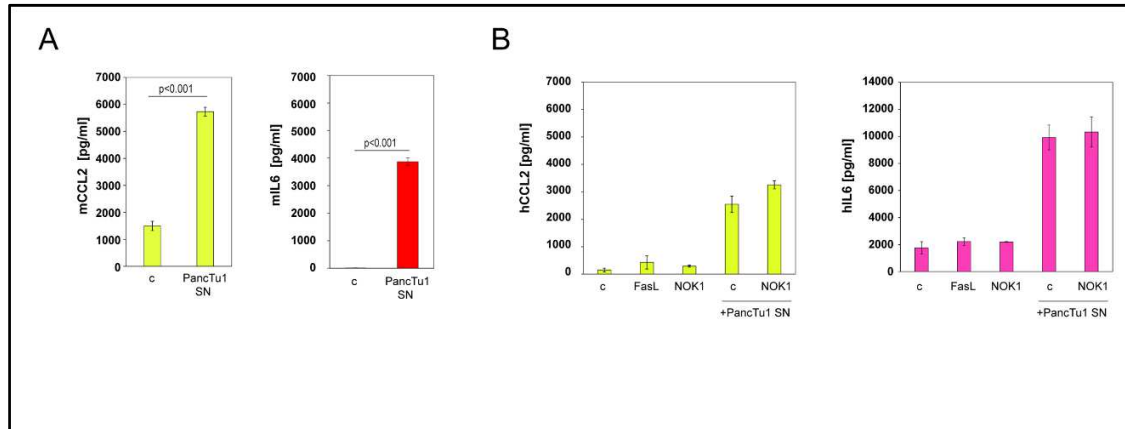 A
mCCL2 [pg/ml]
7000
6000
5000
4000
3000
2000
1000
0
p<0.001
c
PancTu1
SN
mIL6 [pg/ml]
7000
6000
5000
4000
3000
2000
1000
0
p<0.001
c
PancTu1
SN
B
hCCL2 [pg/ml]
7000
6000
5000
4000
3000
2000
1000
0
c
FasL
NOK1
c
NOK1
+PancTu1 SN
hIL6 [pg/ml]
14000
12000
10000
8000
6000
4000
2000
0
c
FasL
NOK1
c
NOK1
+PancTu1 SN